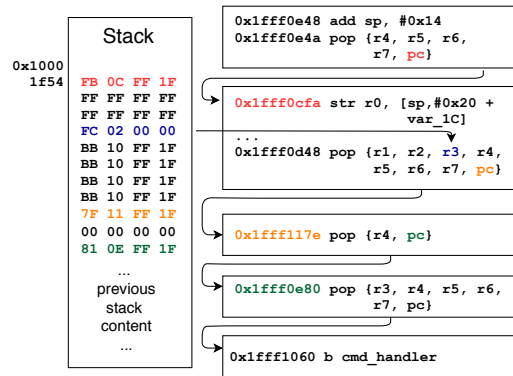 Stack
0x1000
1f54
FB 0C FF 1F
FF FF FF FF
FF FF FF FF
FC 02 00 00
BB 10 FF 1F
BB 10 FF 1F
BB 10 FF 1F
BB 10 FF 1F
7F 11 FF 1F
00 00 00 00
81 0E FF 1F
...
previous
stack
content
...
0x1fff0e48 add sp, #0x14
0x1fff0e4a pop {r4, r5, r6,
r7, pc}
0x1fff0cfa str r0, [sp,#0x20 +
var_1C]
...
0x1fff0d48 pop {r1, r2, r3, r4,
r5, r6, r7, pc}
0x1fff117e pop {r4, pc}
0x1fff0e80 pop {r3, r4, r5, r6,
r7, pc}
0x1fff1060 b cmd_handler